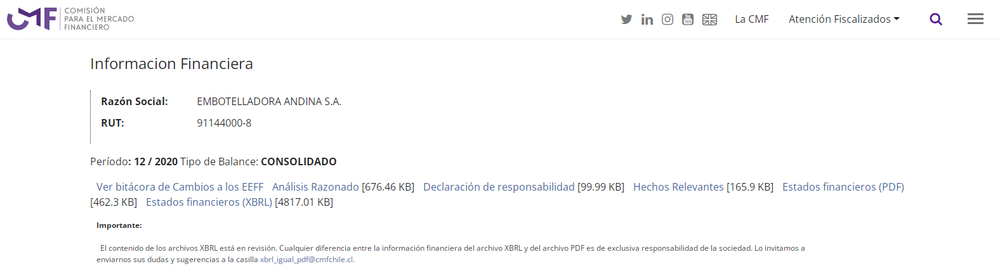 CMF COMISIÓN
PARA EL MERCADO
FINANCIERO
You Tube
La CMF
Atención Fiscalizados
Informacion Financiera
Razón Social: EMBOTELLADORA ANDINA S.A.
RUT: 91144000-8
Período: 12 / 2020 Tipo de Balance: CONSOLIDADO
Ver bitácora de Cambios a los EEFF Análisis Razonado [676.46 KB] Declaración de responsabilidad [99.99 KB] Hechos Relevantes [165.9 KB] Estados financieros (PDF)
[462.3 KB] Estados financieros (XBRL) [4817.01 KB]
Importante:
El contenido de los archivos XBRL está en revisión. Cualquier diferencia entre la información financiera del archivo XBRL y del archivo PDF es de exclusiva responsabilidad de la sociedad. Lo invitamos a
enviarnos sus dudas y sugerencias a la casilla xbrl_igual_pdf@cmfchile.cl.